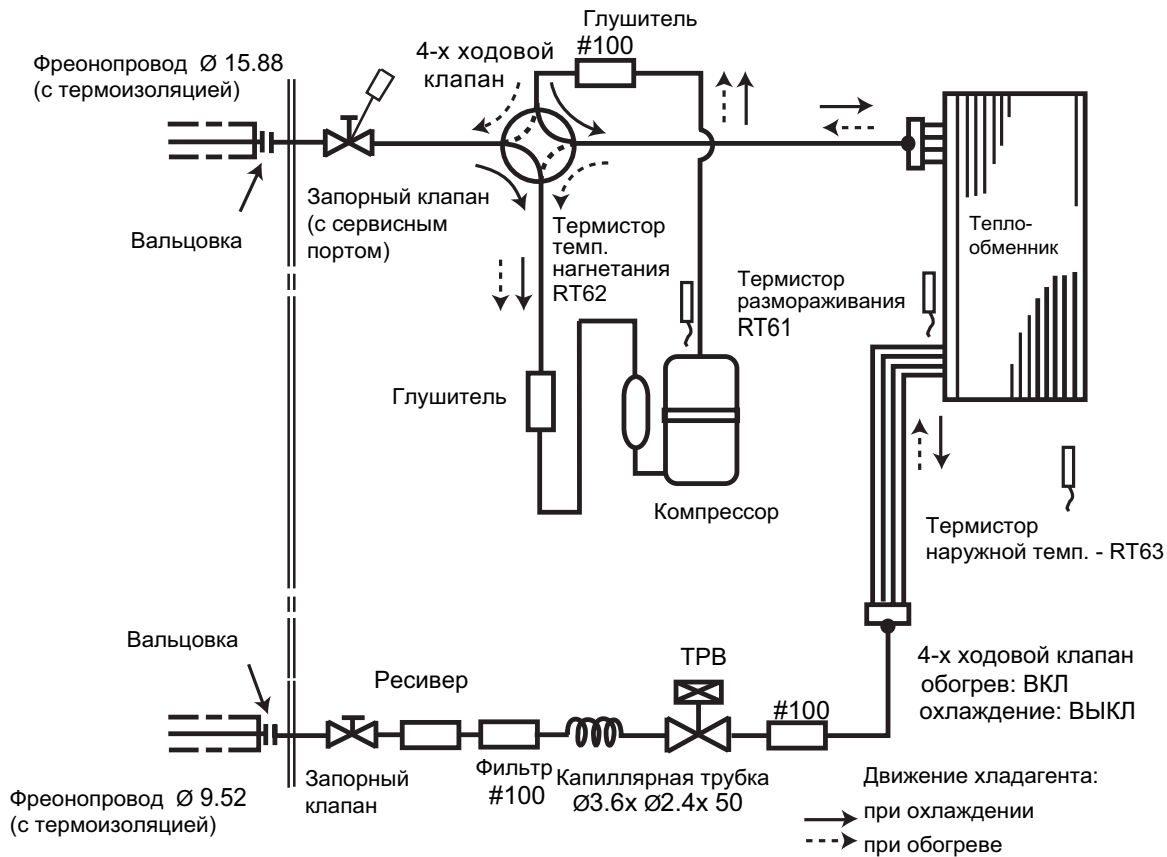 Глушитель
#100
4-х ходовой
клапан
Фреонопровод Ø 15.88
(с термоизоляцией)
Запорный клапан
(с сервисным
портом)
Вальцовка
Термистор
темп.
нагнетания
RT62
Тепло-
обменник
Термистор
размораживания
RT61
Глушитель
Компрессор
Термистор
наружной темп. - RT63
Вальцовка
Ресивер
ТРВ
#100
4-х ходовой клапан
обогрев: ВКЛ
охлаждение: ВЫКЛ
Фреонопровод Ø 9.52
(с термоизоляцией)
Запорный
клапан
Фильтр
#100
Капиллярная трубка
Ø3.6x Ø2.4x 50
Движение хладагента:
при охлаждении
при обогреве